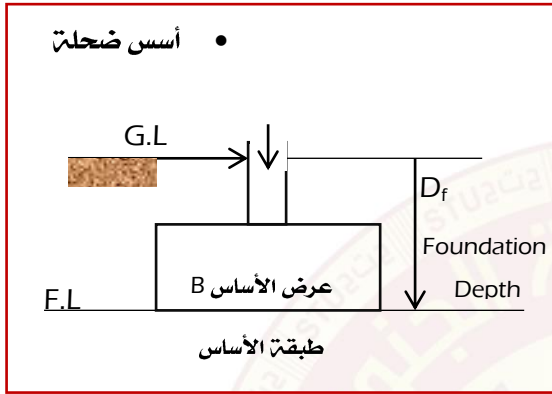 • أسس ضحلة
G.L
Df
Foundation
Depth
عرض الأساس B
F.L
طبقة الأساس